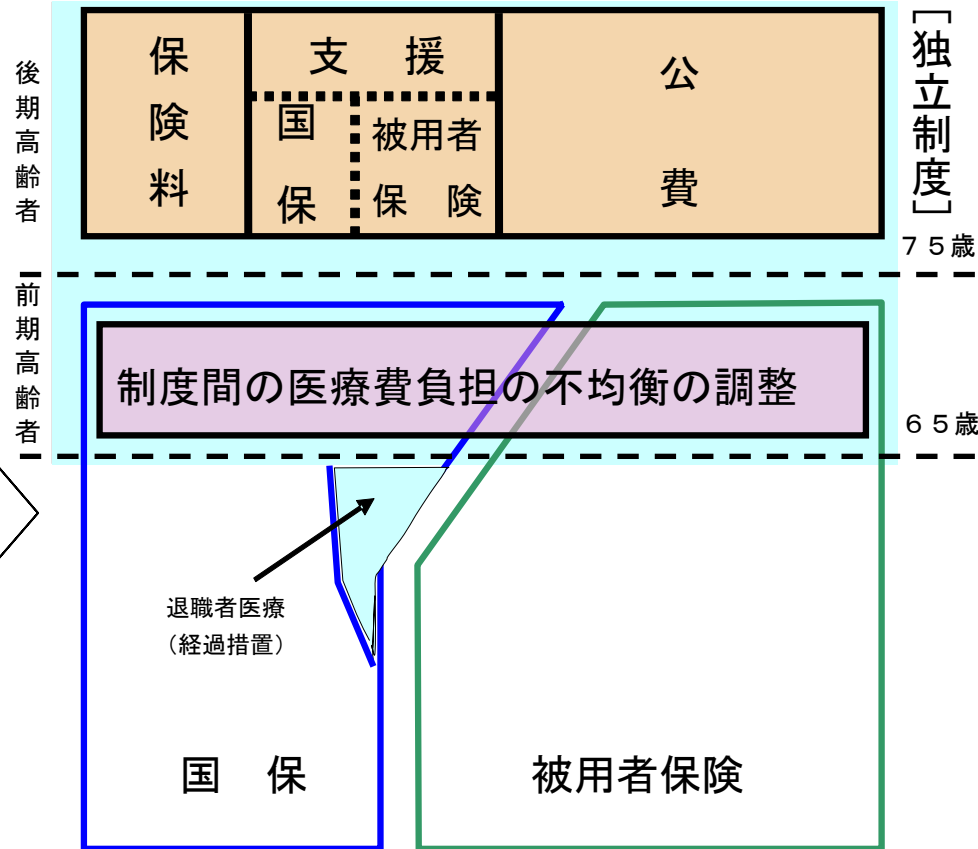 後期高齢者
保険料
支 援
国保
被用者
保 険
公費
［独立制度］
７５歳
前期高齢者
制度間の医療費負担の不均衡の調整
６５歳
退職者医療
（経過措置）
国 保
被用者保険